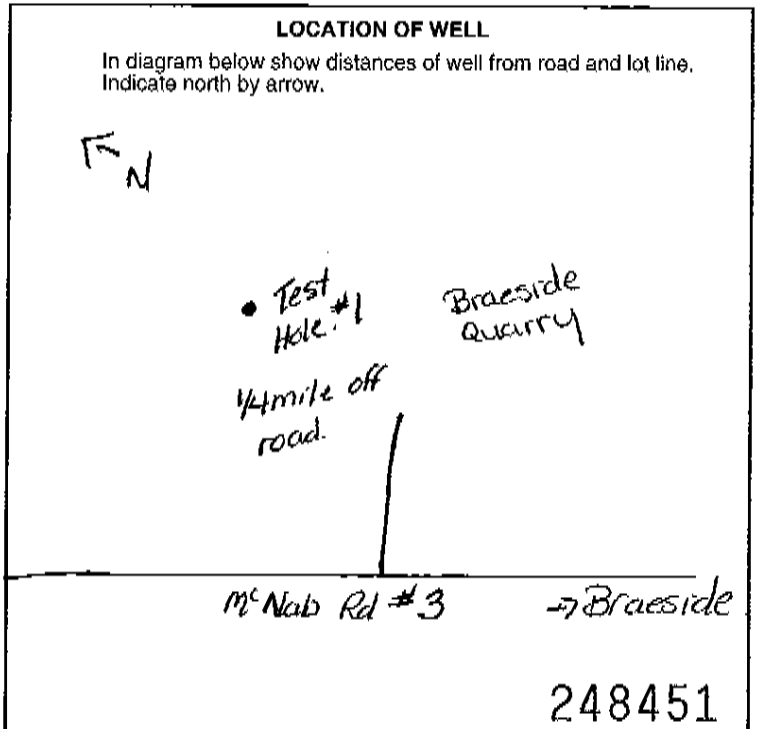 LOCATION OF WELL
In diagram below show distances of well from road and lot line.
Indicate north by arrow.
N
Test
Hole #1
Braeside
Quarry
1/4 mile off
road.
McNab Rd #3
→ Braeside
248451